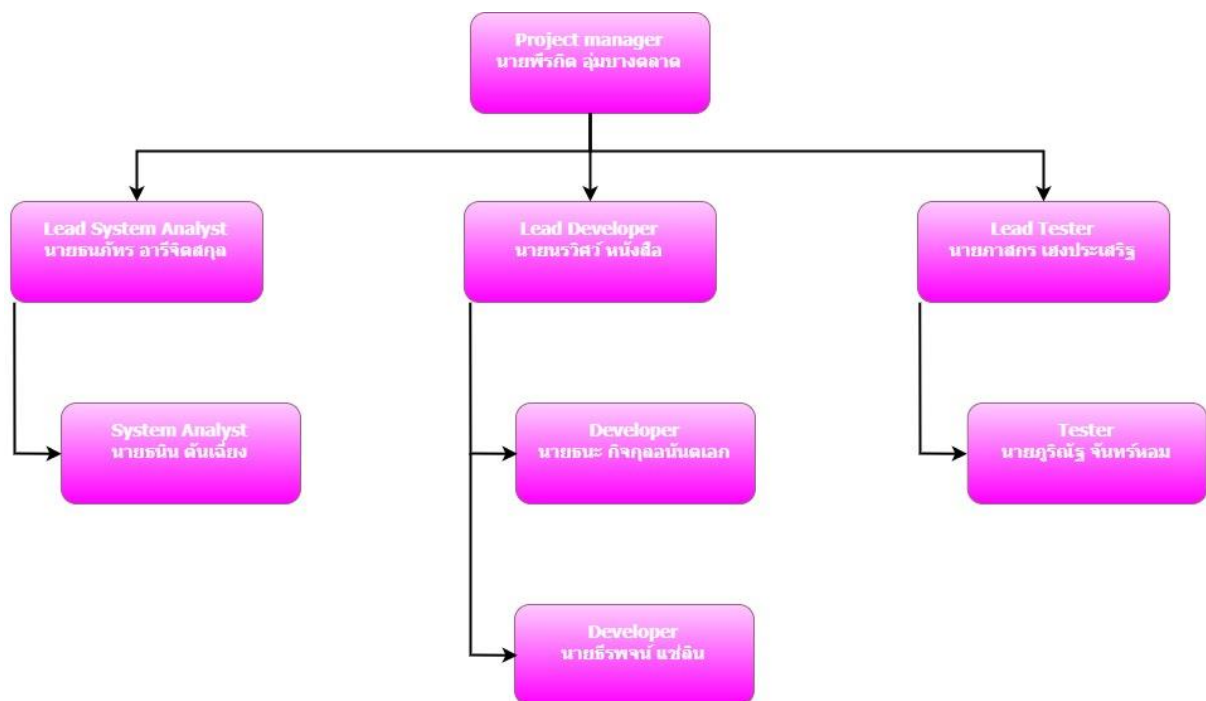 Project manager
นายพีรกิต อุ่มบางตลาด
Lead System Analyst
นายธนภัทร อารีจิตสกุล
Lead Developer
นายนรวิศว์ หนังสือ
Lead Tester
นายภาสกร เฮงประเสริฐ
System Analyst
นายธนิน ตันเฉี่ยง
Developer
นายธนะ กิจกุลอนันตเอก
Tester
นายภูริณัฐ จันทร์หอม
Developer
นายธีรพจน์ แซ่ลิน